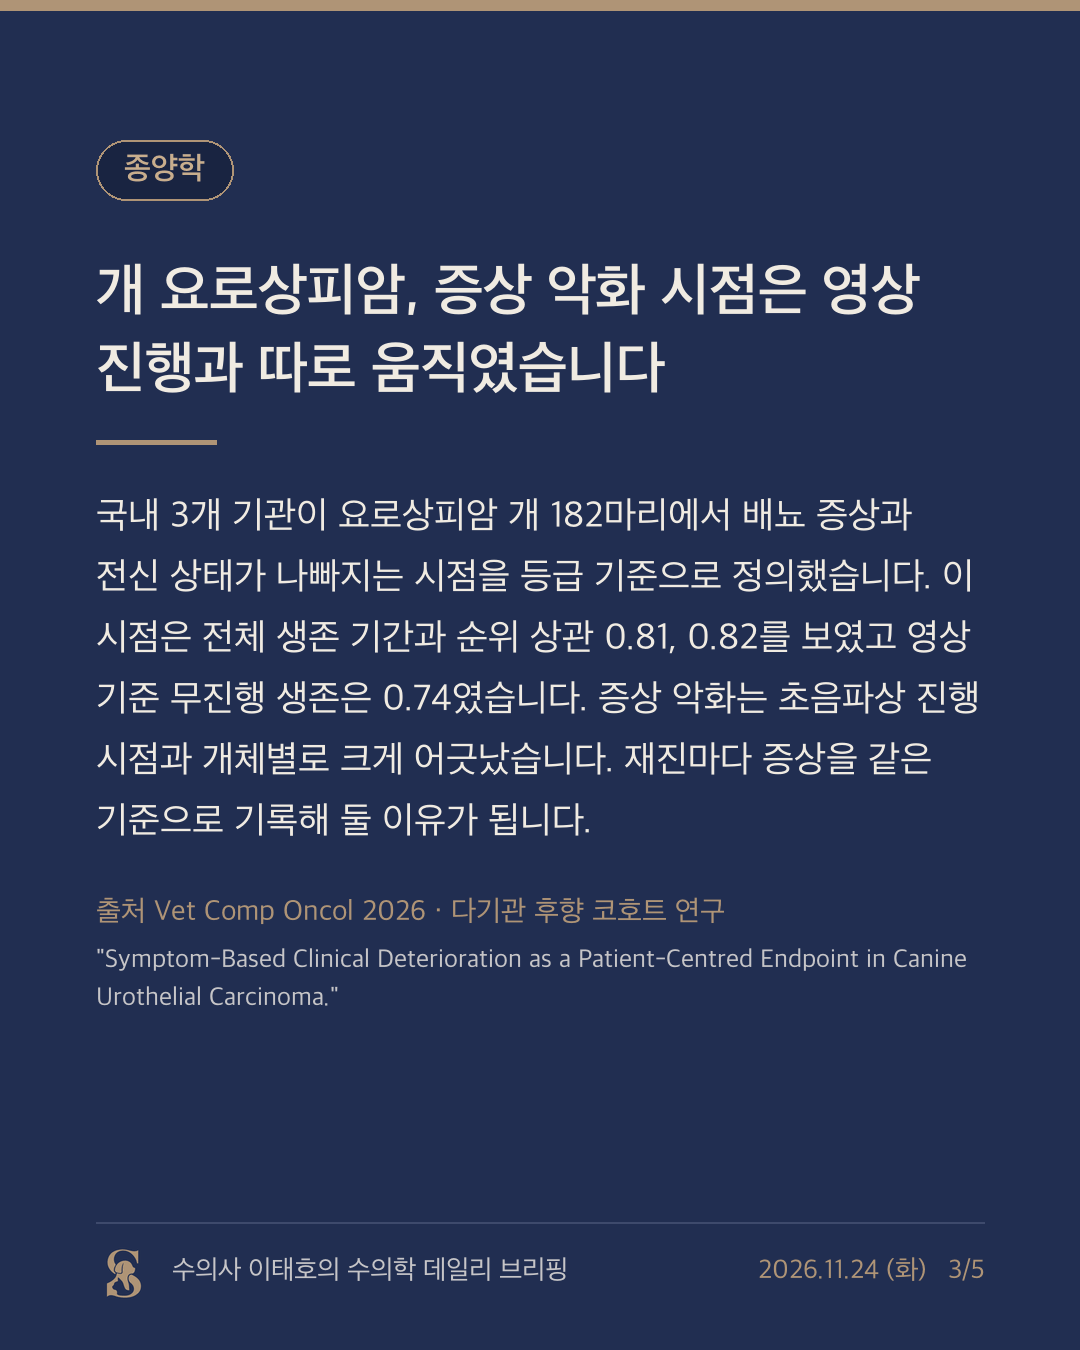 종양학
개 요로상피암, 증상 악화 시점은 영상
진행과 따로 움직였습니다
국내 3개 기관이 요로상피암 개 182마리에서 배뇨 증상과
전신 상태가 나빠지는 시점을 등급 기준으로 정의했습니다. 이
시점은 전체 생존 기간과 순위 상관 0.81, 0.82를 보였고 영상
기준 무진행 생존은 0.74였습니다. 증상 악화는 초음파상 진행
시점과 개체별로 크게 어긋났습니다. 재진마다 증상을 같은
기준으로 기록해 둘 이유가 됩니다.
출처 Vet Comp Oncol 2026 · 다기관 후향 코호트 연구
"Symptom-Based Clinical Deterioration as a Patient-Centred Endpoint in Canine
Urothelial Carcinoma."
수의사 이태호의 수의학 데일리 브리핑
2026.11.24 (화) 3/5